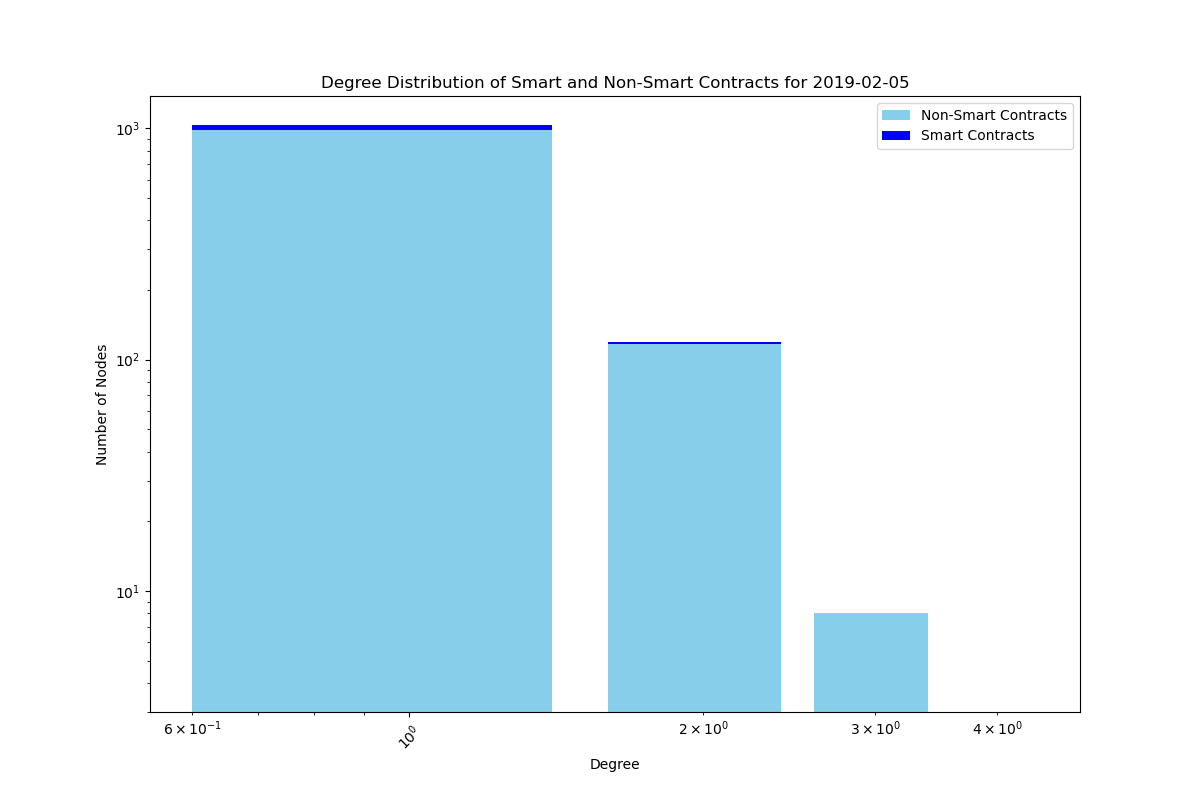 Degree Distribution of Smart and Non-Smart Contracts for 2019-02-05
Non-Smart Contracts
Smart Contracts
Number of Nodes
10³
10²
10¹
6 × 10⁻¹
10⁰
2 × 10⁰
3 × 10⁰
4 × 10⁰
Degree